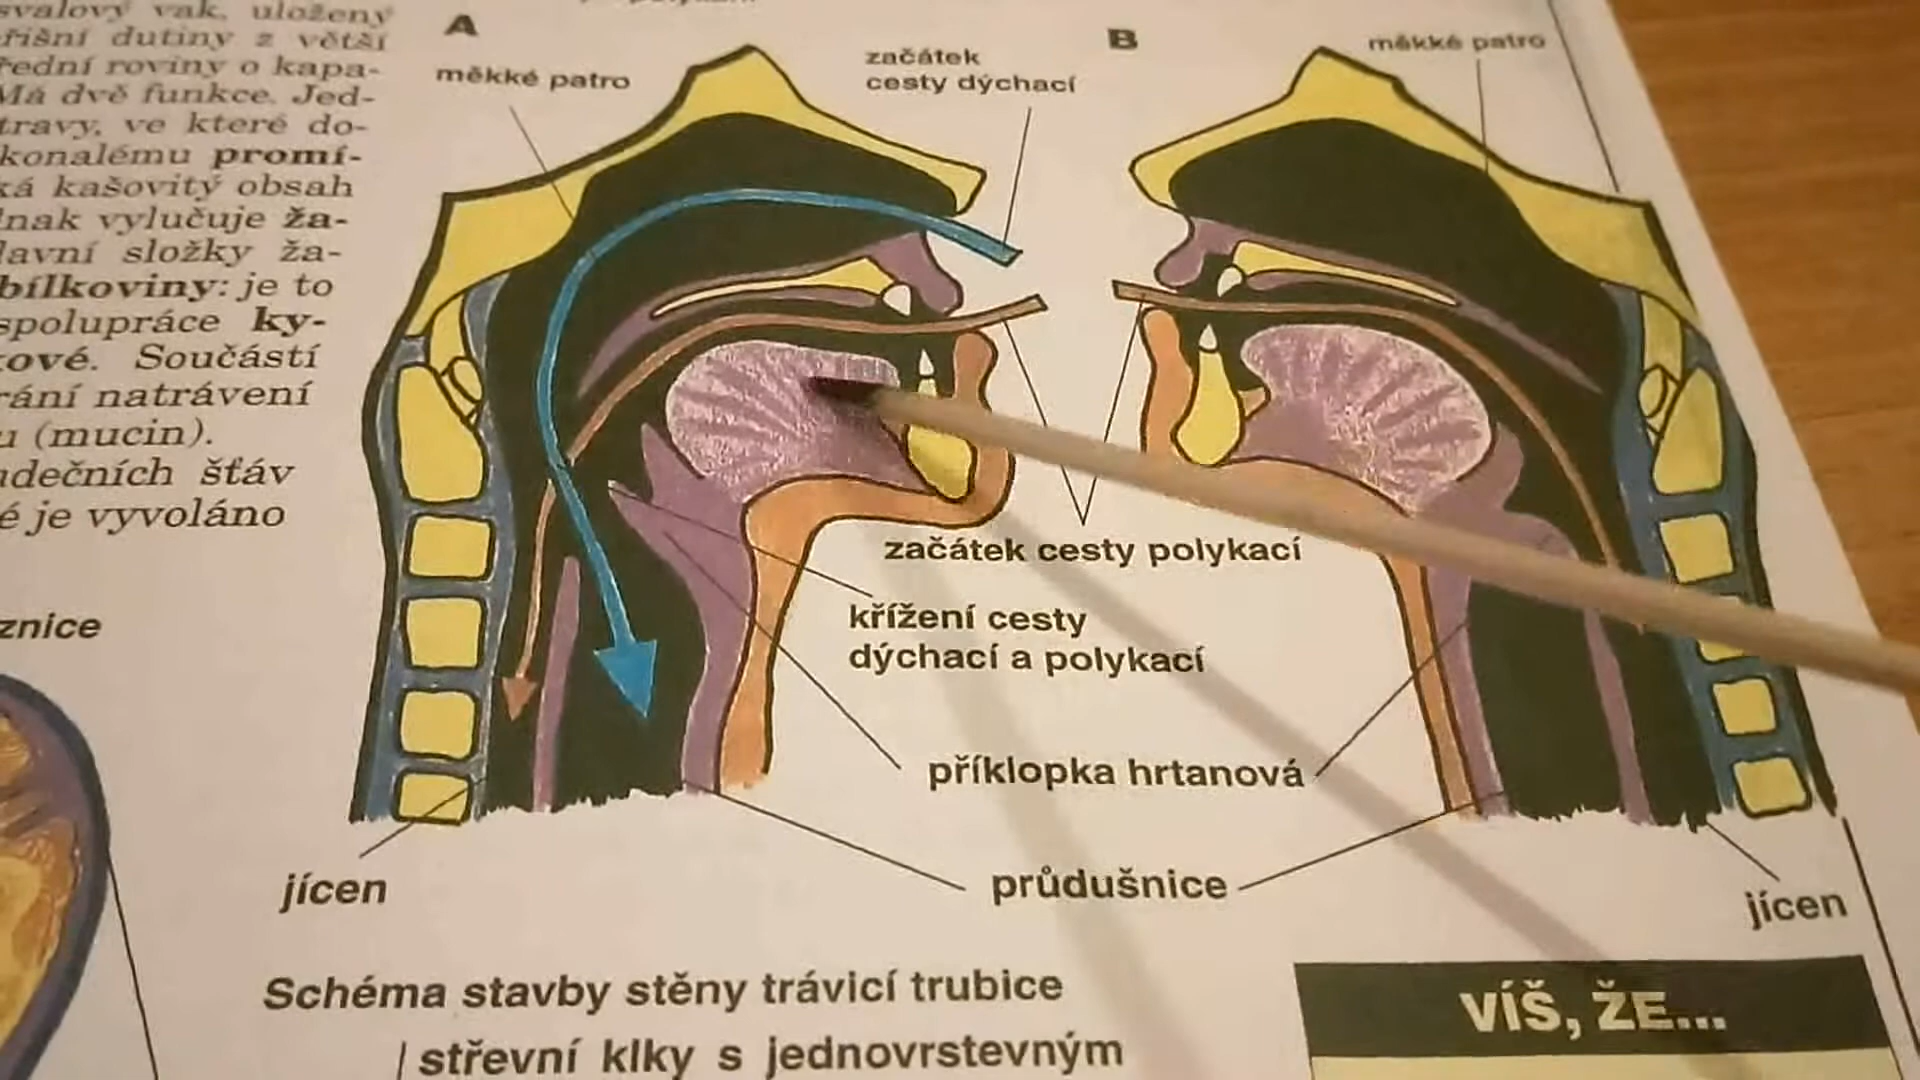 svalový vak, uložený
řišní dutiny z větší
řední roviny o kapa-
Má dvě funkce. Jed-
travy, ve které do-
konalému promí-
ká kašovitý obsah
dnak vylučuje ža-
lavní složky ža-
bílkoviny: je to
spolupráce ky-
kové. Součástí
rání natrávení
u (mucin).
udečních šťáv
é je vyvoláno
znice
A
měkké patro
začátek
cesty dýchací
B
měkké patro
začátek cesty polykací
křížení cesty
dýchací a polykací
příklopka hrtanová
průdušnice
jícen
jícen
Schéma stavby stěny trávicí trubice
střevní klky s jednovrstevným
VÍŠ, ŽE...